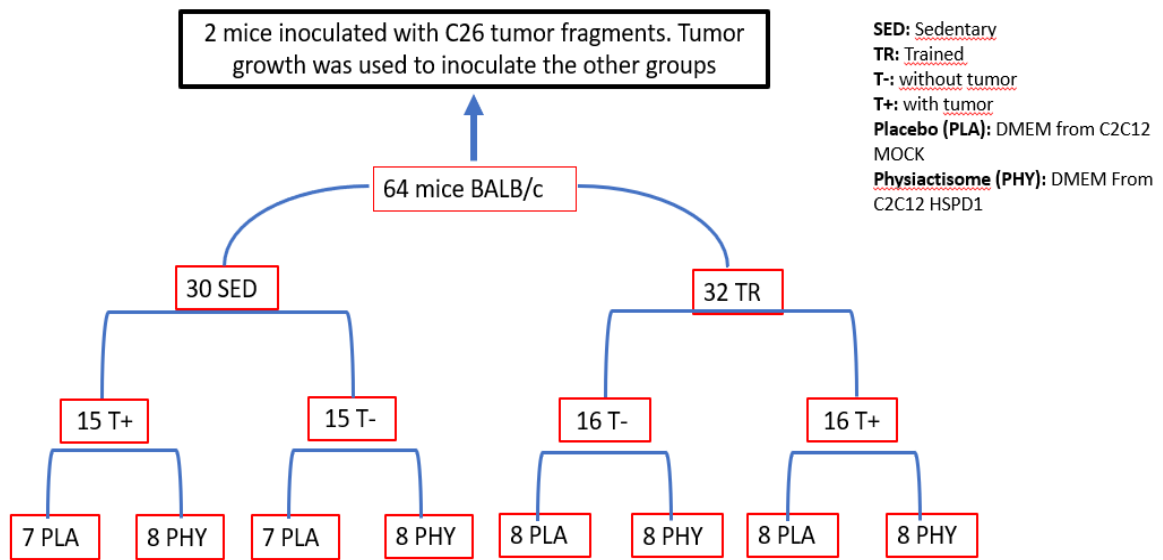 2 mice inoculated with C26 tumor fragments. Tumor
growth was used to inoculate the other groups
SED: Sedentary
TR: Trained
T-: without tumor
T+: with tumor
Placebo (PLA): DMEM from C2C12
MOCK
Physiactisome (PHY): DMEM From
C2C12 HSPD1
64 mice BALB/c
30 SED
32 TR
15 T+
15 T-
16 T-
16 T+
7 PLA
8 PHY
7 PLA
8 PHY
8 PLA
8 PHY
8 PLA
8 PHY